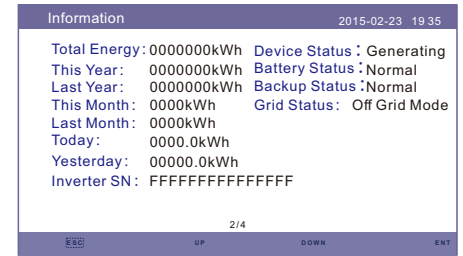 Information 2015-02-23 19 35
Total Energy: 0000000kWh Device Status: Generating
This Year: 0000000kWh Battery Status: Normal
Last Year: 0000000kWh Backup Status: Normal
This Month: 0000kWh Grid Status: Off Grid Mode
Last Month: 0000kWh
Today: 0000.0kWh
Yesterday: 00000.0kWh
Inverter SN: FFFFFFFFFFFFFFF
2/4
ESC UP DOWN ENT